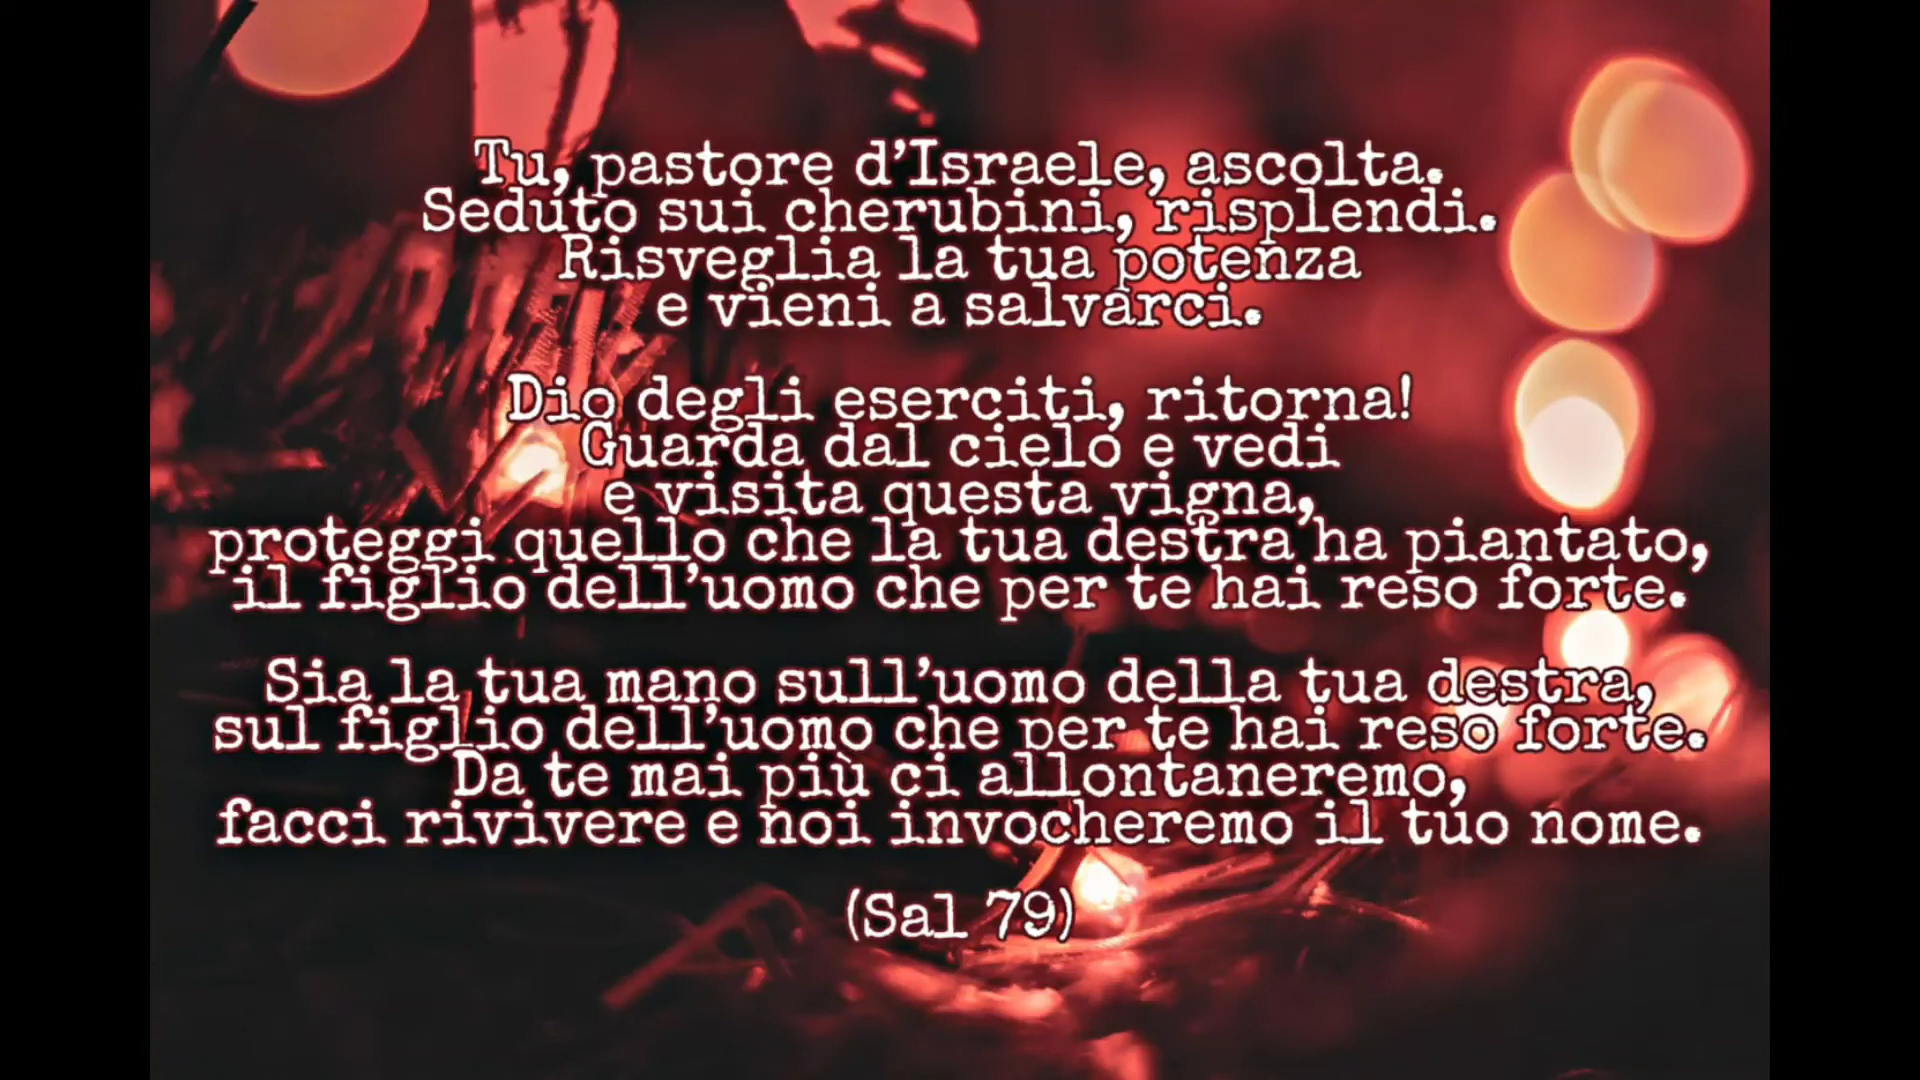 Tu, pastore d’Israele, ascolta.
Seduto sui cherubini, risplendi.
Risveglia la tua potenza
e vieni a salvarci.
Dio degli eserciti, ritorna!
Guarda dal cielo e vedi
e visita questa vigna,
proteggi quello che la tua destra ha piantato,
il figlio dell’uomo che per te hai reso forte.
Sia la tua mano sull’uomo della tua destra,
sul figlio dell’uomo che per te hai reso forte.
Da te mai più ci allontaneremo,
facci rivivere e noi invocheremo il tuo nome.
(Sal 79)